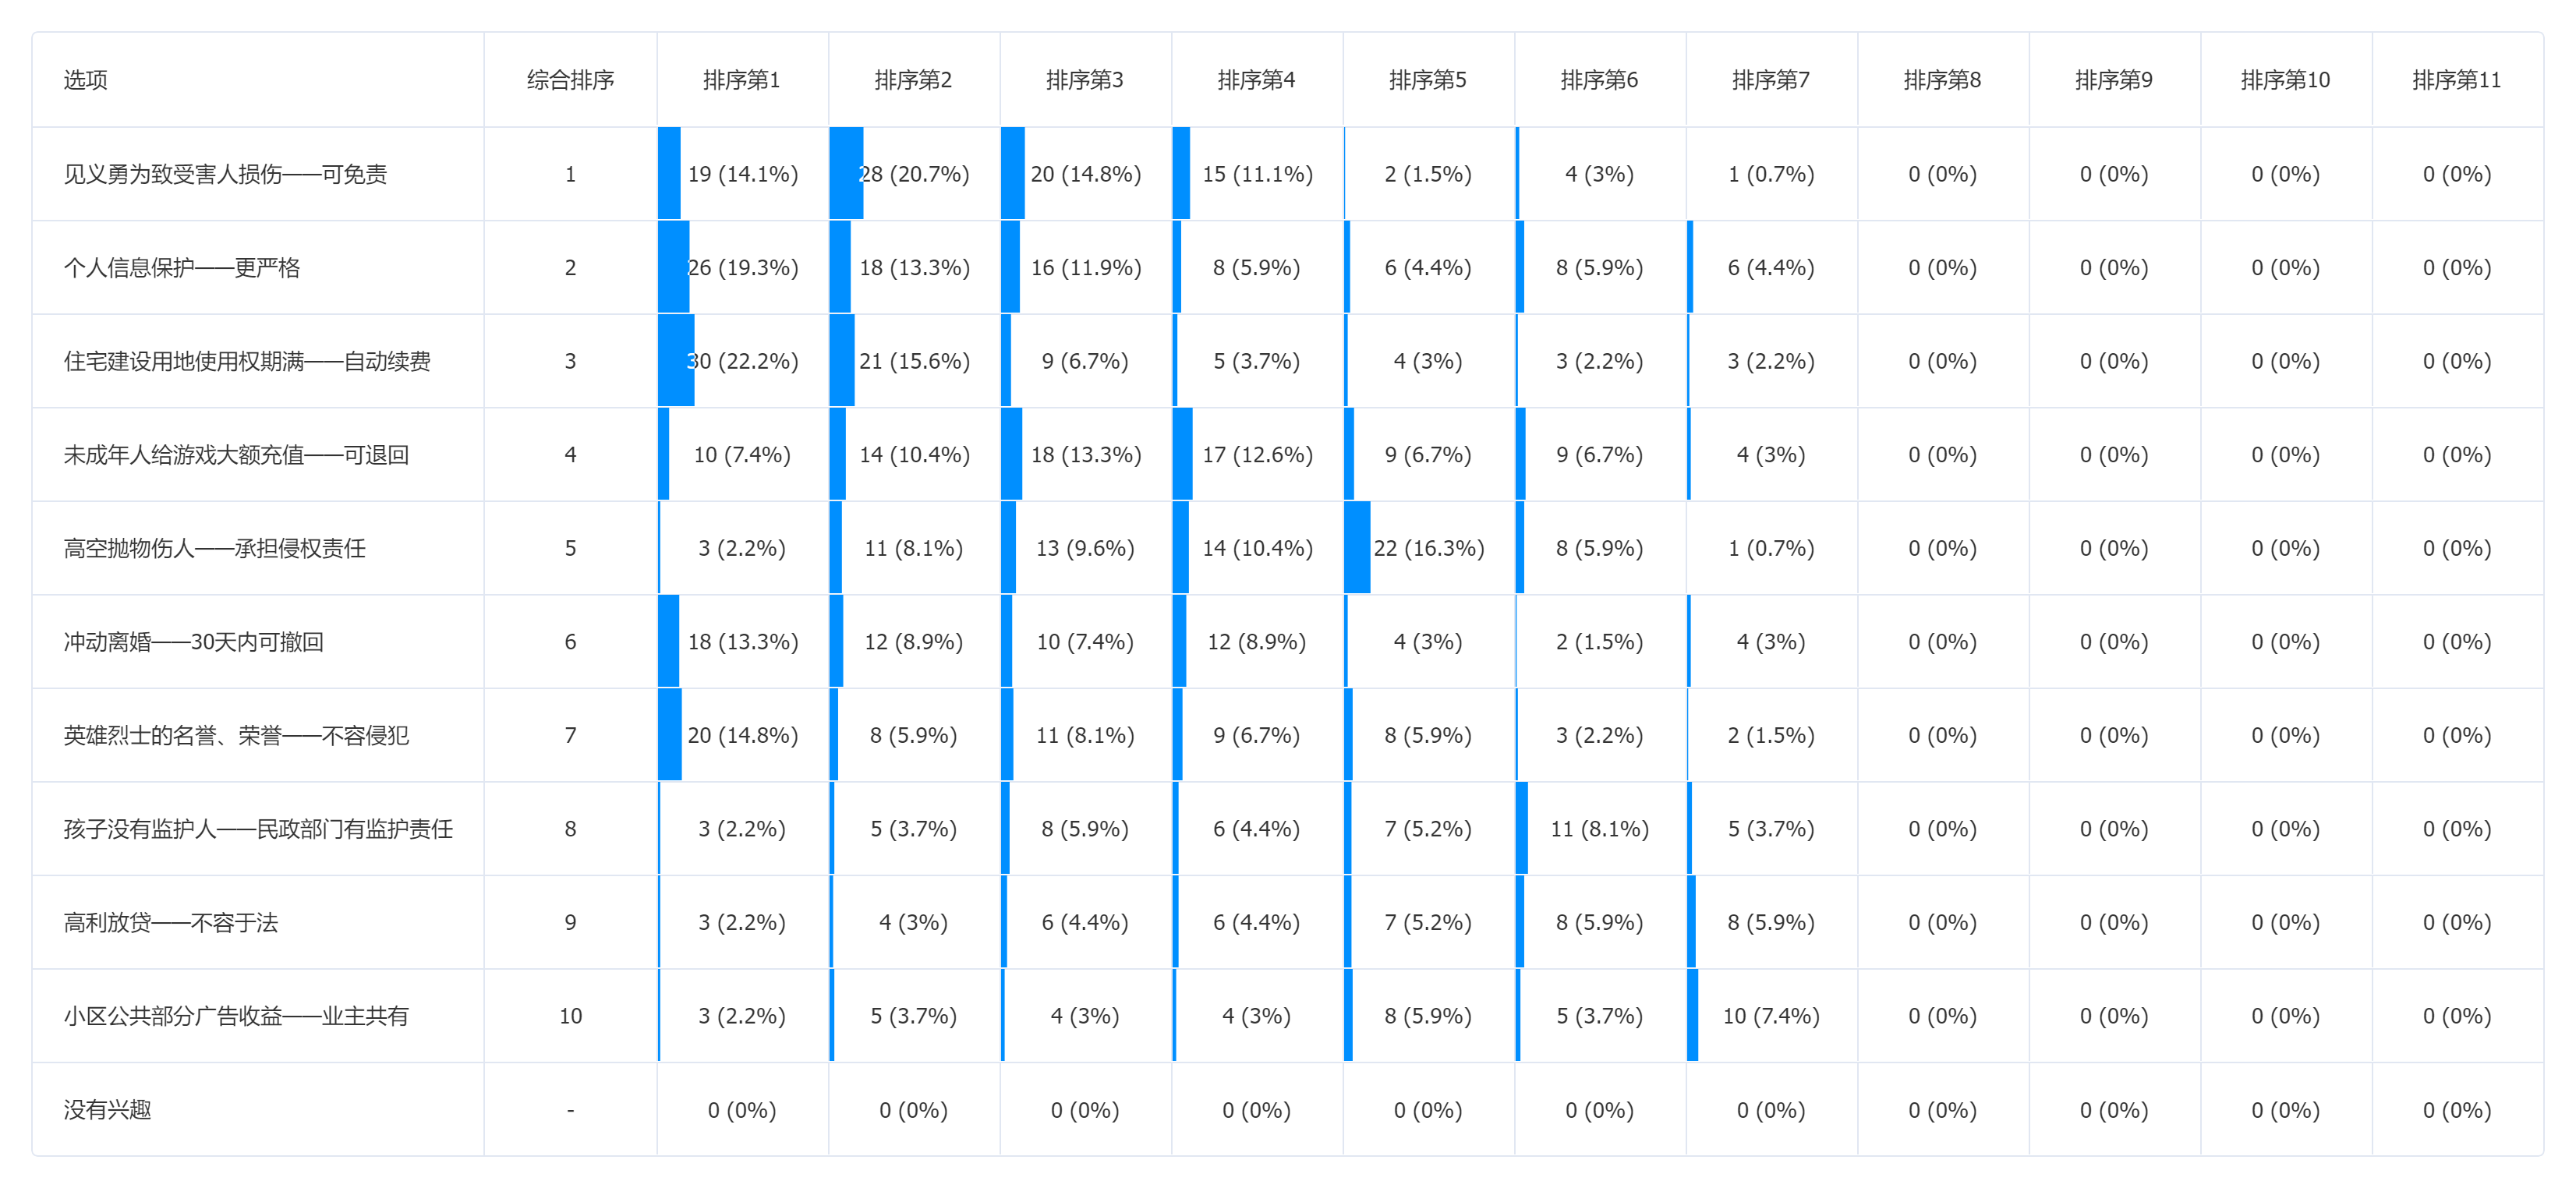 选项 综合排序 排序第1 排序第2 排序第3 排序第4 排序第5 排序第6 排序第7 排序第8 排序第9 排序第10 排序第11
见义勇为致受害人损伤——可免责 1 19 (14.1%) 28 (20.7%) 20 (14.8%) 15 (11.1%) 2 (1.5%) 4 (3%) 1 (0.7%) 0 (0%) 0 (0%) 0 (0%) 0 (0%)
个人信息保护——更严格 2 26 (19.3%) 18 (13.3%) 16 (11.9%) 8 (5.9%) 6 (4.4%) 8 (5.9%) 6 (4.4%) 0 (0%) 0 (0%) 0 (0%) 0 (0%)
住宅建设用地使用权期满——自动续费 3 30 (22.2%) 21 (15.6%) 9 (6.7%) 5 (3.7%) 4 (3%) 3 (2.2%) 3 (2.2%) 0 (0%) 0 (0%) 0 (0%) 0 (0%)
未成年人给游戏大额充值——可退回 4 10 (7.4%) 14 (10.4%) 18 (13.3%) 17 (12.6%) 9 (6.7%) 9 (6.7%) 4 (3%) 0 (0%) 0 (0%) 0 (0%) 0 (0%)
高空抛物伤人——承担侵权责任 5 3 (2.2%) 11 (8.1%) 13 (9.6%) 14 (10.4%) 22 (16.3%) 8 (5.9%) 1 (0.7%) 0 (0%) 0 (0%) 0 (0%) 0 (0%)
冲动离婚——30天内可撤回 6 18 (13.3%) 12 (8.9%) 10 (7.4%) 12 (8.9%) 4 (3%) 2 (1.5%) 4 (3%) 0 (0%) 0 (0%) 0 (0%) 0 (0%)
英雄烈士的名誉、荣誉——不容侵犯 7 20 (14.8%) 8 (5.9%) 11 (8.1%) 9 (6.7%) 8 (5.9%) 3 (2.2%) 2 (1.5%) 0 (0%) 0 (0%) 0 (0%) 0 (0%)
孩子没有监护人——民政部门有监护责任 8 3 (2.2%) 5 (3.7%) 8 (5.9%) 6 (4.4%) 7 (5.2%) 11 (8.1%) 5 (3.7%) 0 (0%) 0 (0%) 0 (0%) 0 (0%)
高利放贷——不容于法 9 3 (2.2%) 4 (3%) 6 (4.4%) 6 (4.4%) 7 (5.2%) 8 (5.9%) 8 (5.9%) 0 (0%) 0 (0%) 0 (0%) 0 (0%)
小区公共部分广告收益——业主共有 10 3 (2.2%) 5 (3.7%) 4 (3%) 4 (3%) 8 (5.9%) 5 (3.7%) 10 (7.4%) 0 (0%) 0 (0%) 0 (0%) 0 (0%)
没有兴趣 - 0 (0%) 0 (0%) 0 (0%) 0 (0%) 0 (0%) 0 (0%) 0 (0%) 0 (0%) 0 (0%) 0 (0%) 0 (0%)